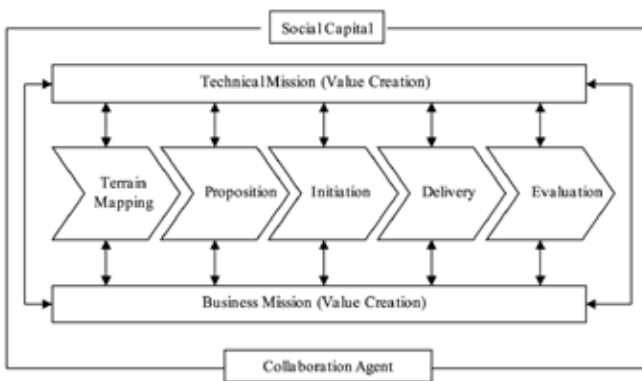 Social Capital
Technical Mission (Value Creation)
Terrain
Mapping
Proposition
Initiation
Delivery
Evaluation
Business Mission (Value Creation)
Collaboration Agent